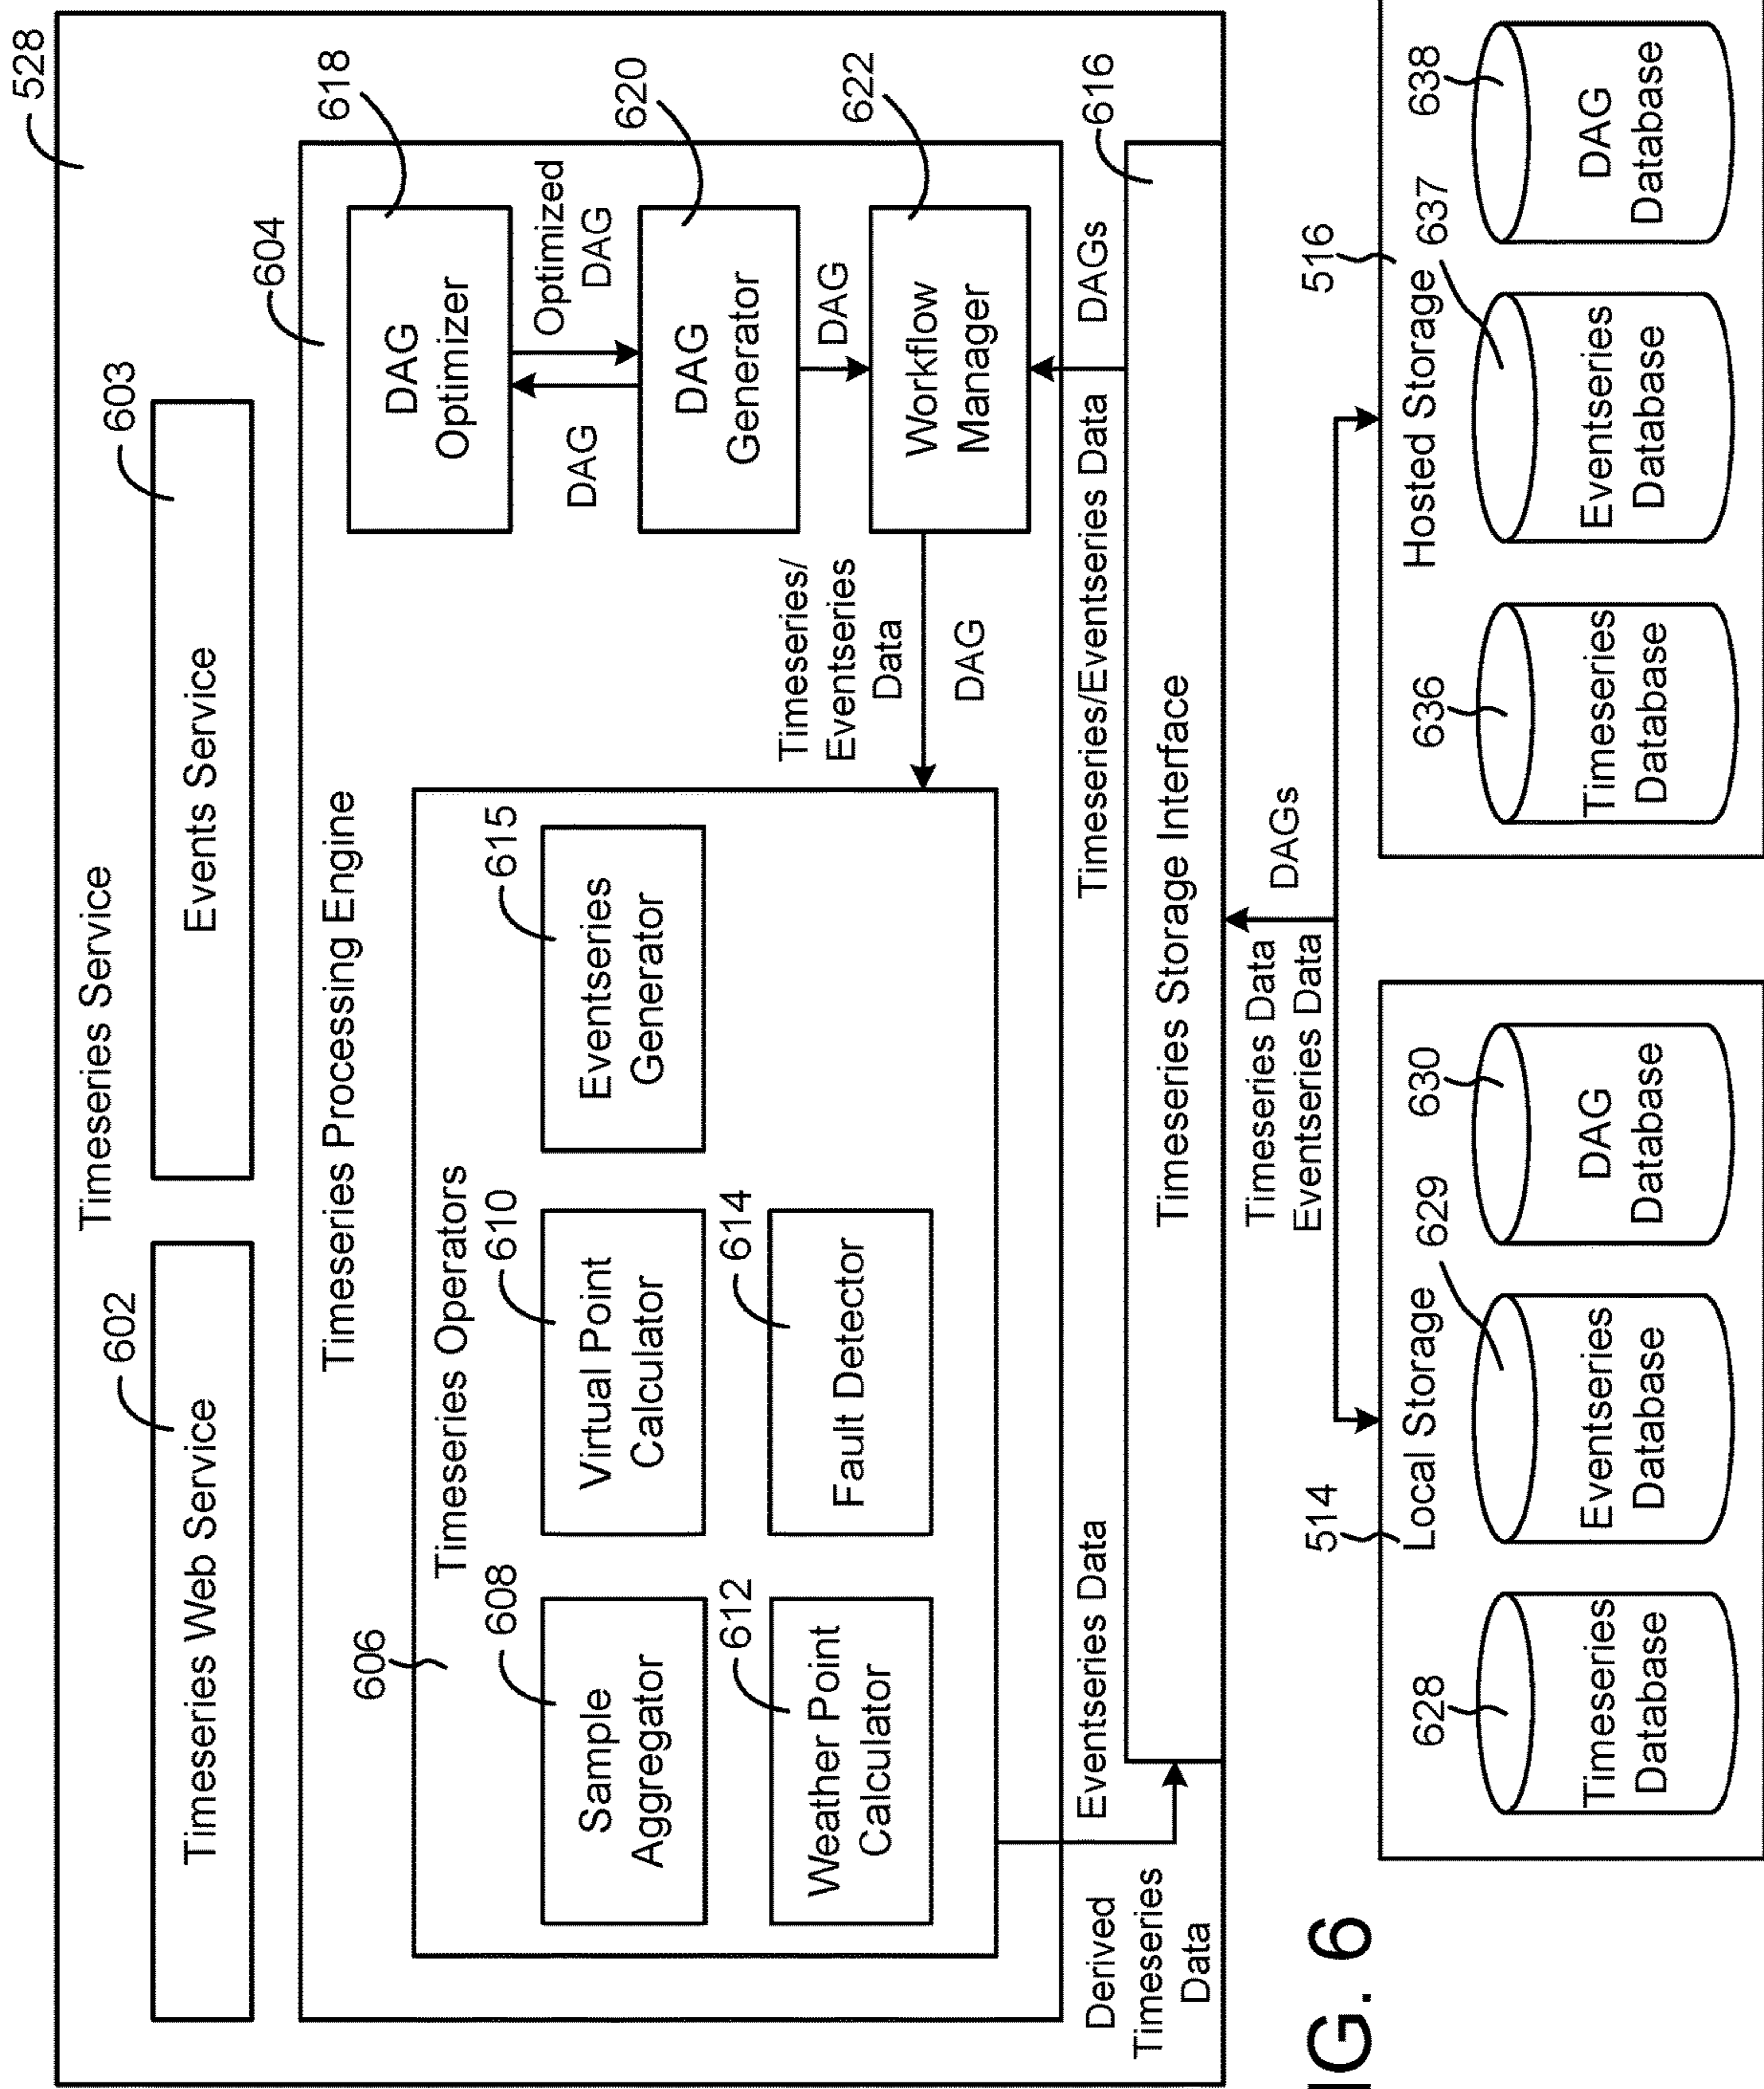 528
Timeseries Service
602
Timeseries Web Service
603
Events Service
604
Timeseries Processing Engine
606
Timeseries Operators
608
Sample
Aggregator
610
Virtual Point
Calculator
615
Eventseries
Generator
612
Weather Point
Calculator
614
Fault Detector
618
DAG
Optimizer
DAG
Optimized
DAG
620
DAG
Generator
DAG
622
Workflow
Manager
Timeseries/
Eventseries
Data
DAG
Derived
Timeseries
Data
Eventseries Data
Timeseries/Eventseries Data
DAGs
616
Timeseries Storage Interface
Timeseries Data
Eventseries Data
DAGs
514
Local Storage
628
Timeseries
Database
629
Eventseries
Database
630
DAG
Database
516
Hosted Storage
636
Timeseries
Database
637
Eventseries
Database
638
DAG
Database
IG. 6